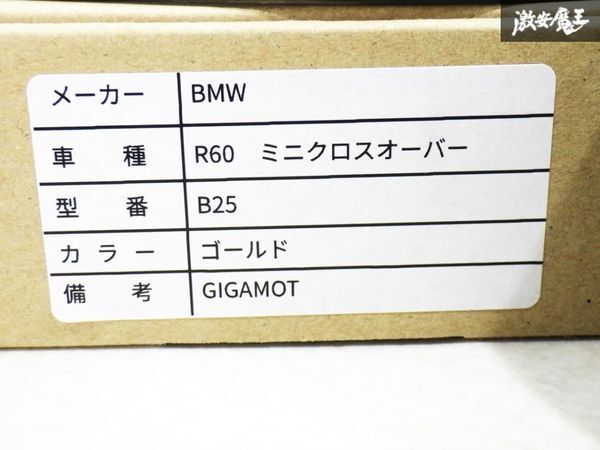 激安魔王
メーカー BMW
車種 R60 ミニクロスオーバー
型番 B25
カラー ゴールド
備考 GIGAMOT